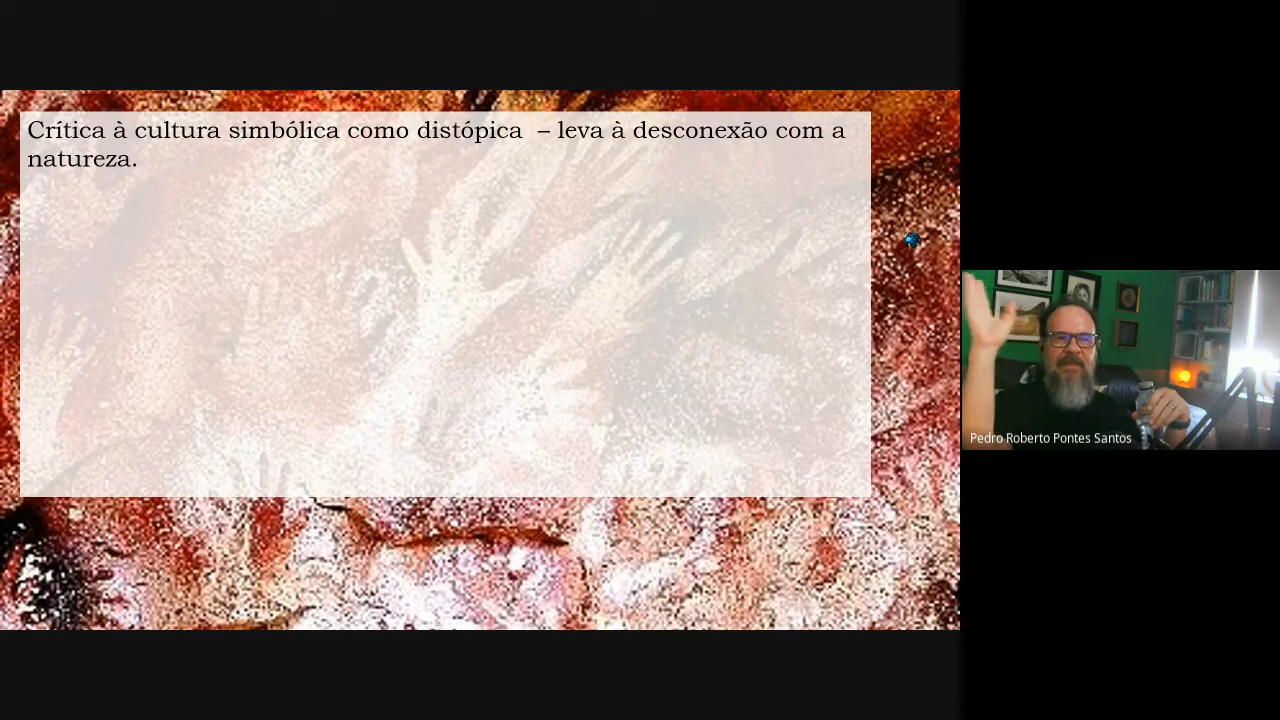 Crítica à cultura simbólica como distópica – leva à desconexão com a
natureza.
Pedro Roberto Pontes Santos